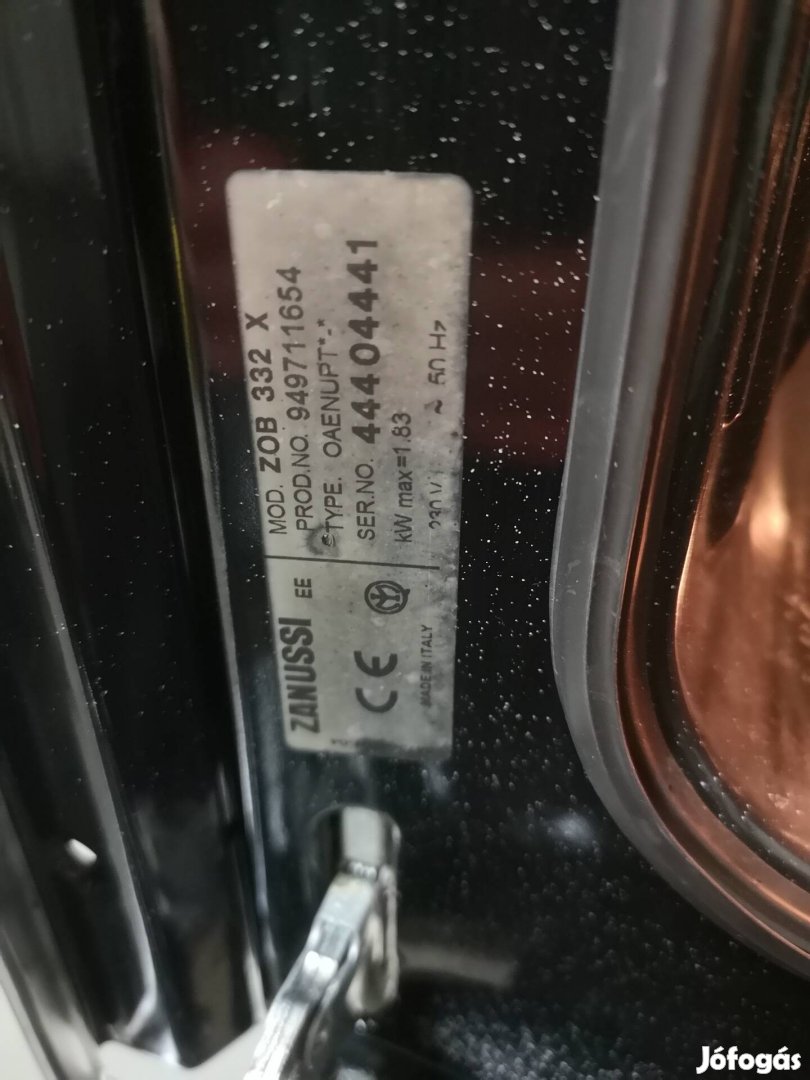 MOD. ZOB 332 X
PROD.NO. 949711654
TYPE. OAENUPT*-*
SER.NO. 44404441
kW max=1.83
230V ~ 50 Hz
ZANUSSI
EE
CE
MADE IN ITALY
Jófogás